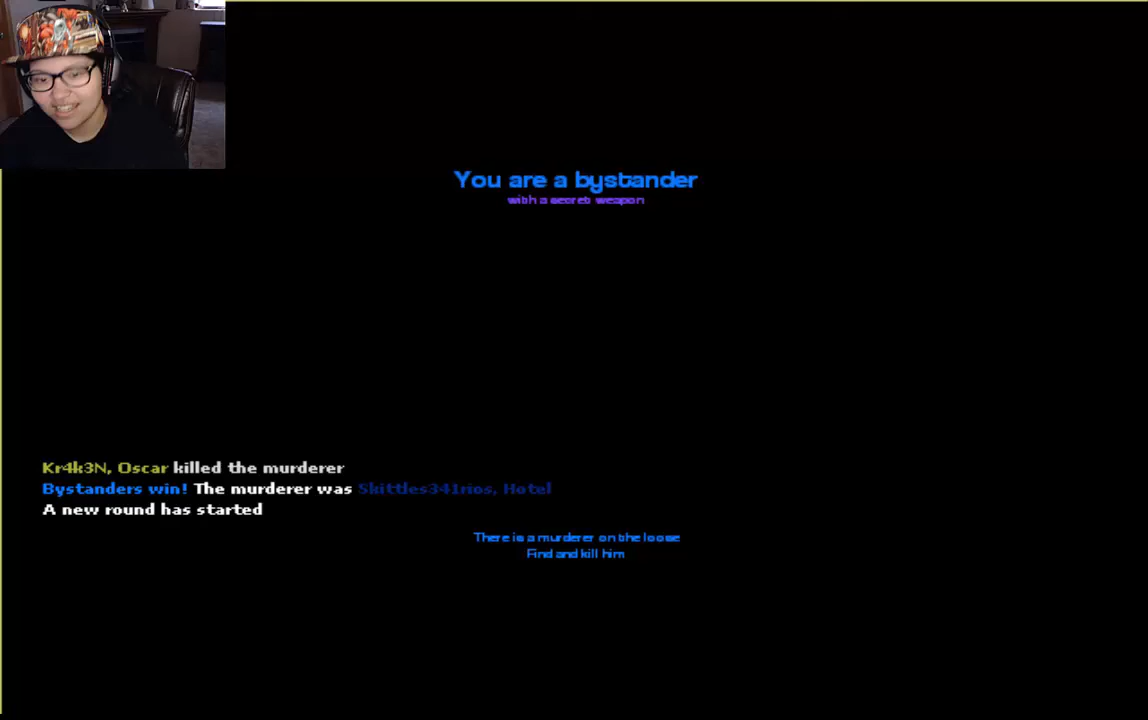 You are a bystander
with a secret weapon
Kr4k3N, Oscar killed the murderer
Bystanders win! The murderer was Skittles341rios, Hotel
A new round has started
There is a murderer on the loose
Find and kill him